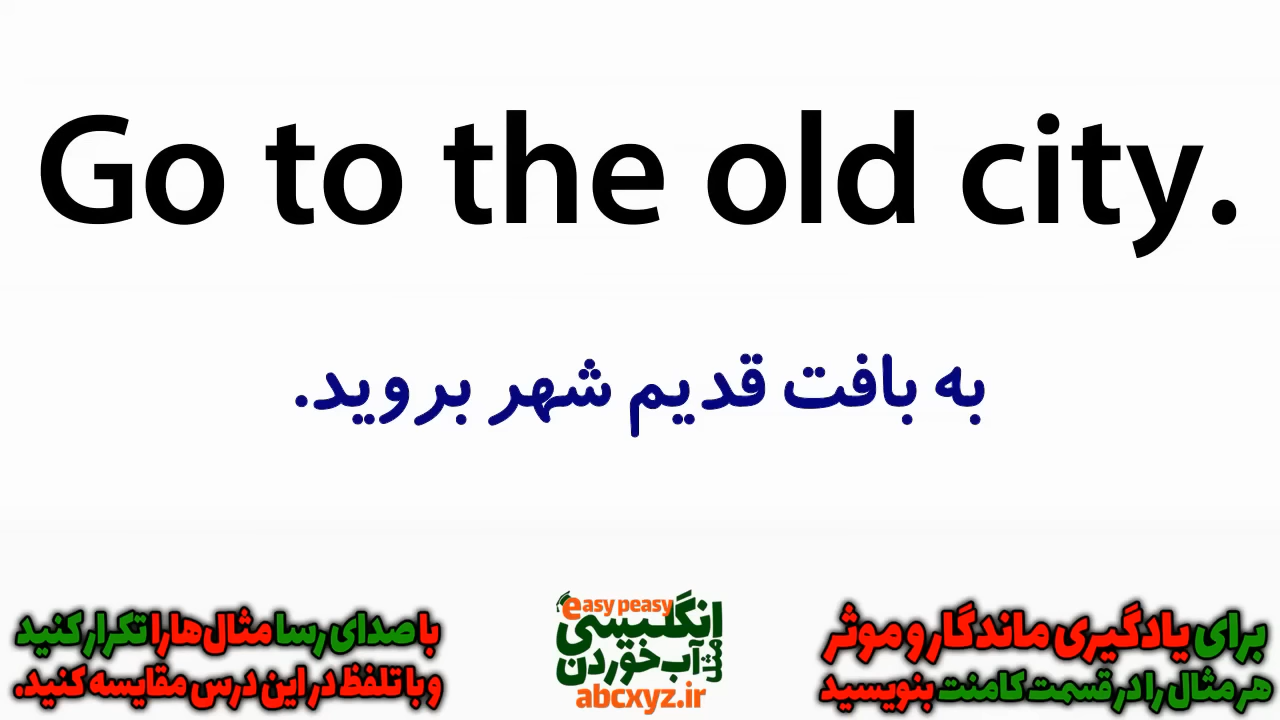 Go to the old city.
به بافت قدیم شهر بروید.
برای یادگیری ماندگار و موثر
هر مثال را در قسمت کامنت بنویسید
easy peasy
انگلیسی
مثل آب خوردن
abcxyz.ir
با صدای رسا مثال‌ها را تکرار کنید
و با تلفظ در این درس مقایسه کنید.